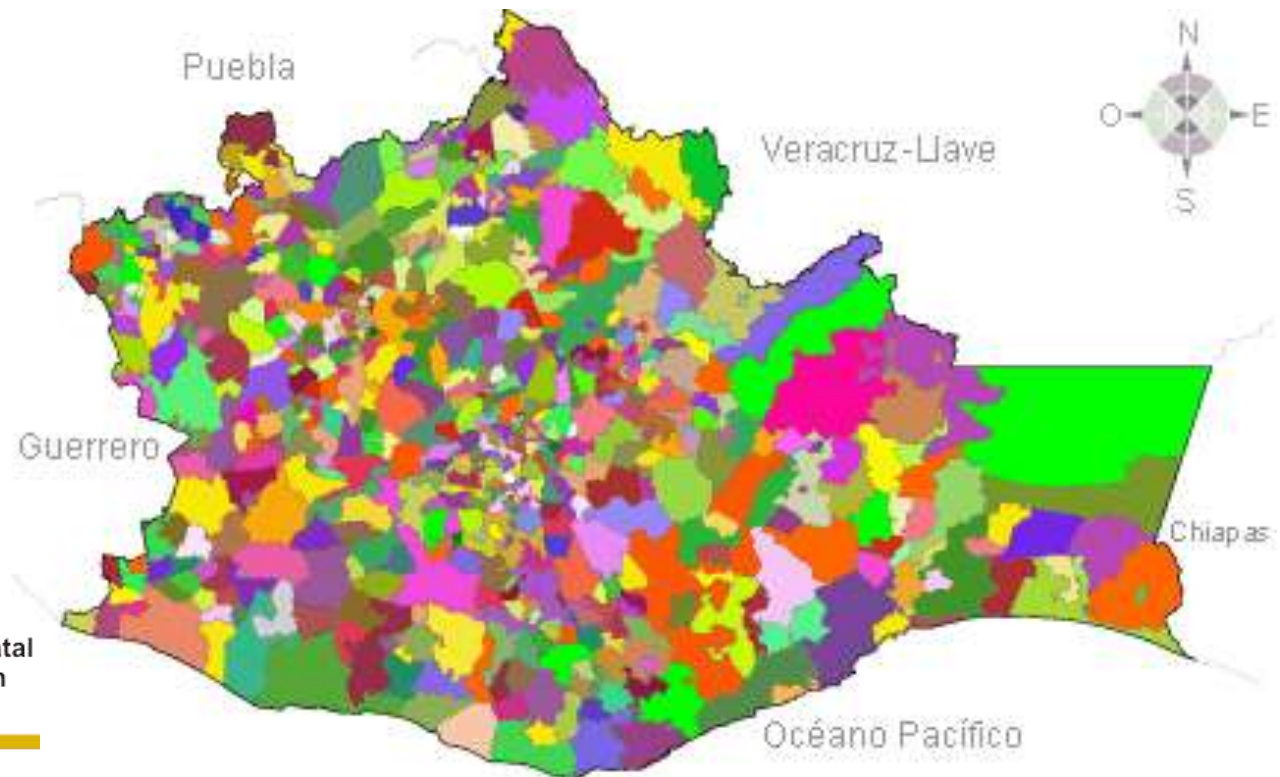 Puebla
N
O
E
Veracruz-Llave
S
Guerrero
Chiapas
Océano Pacífico